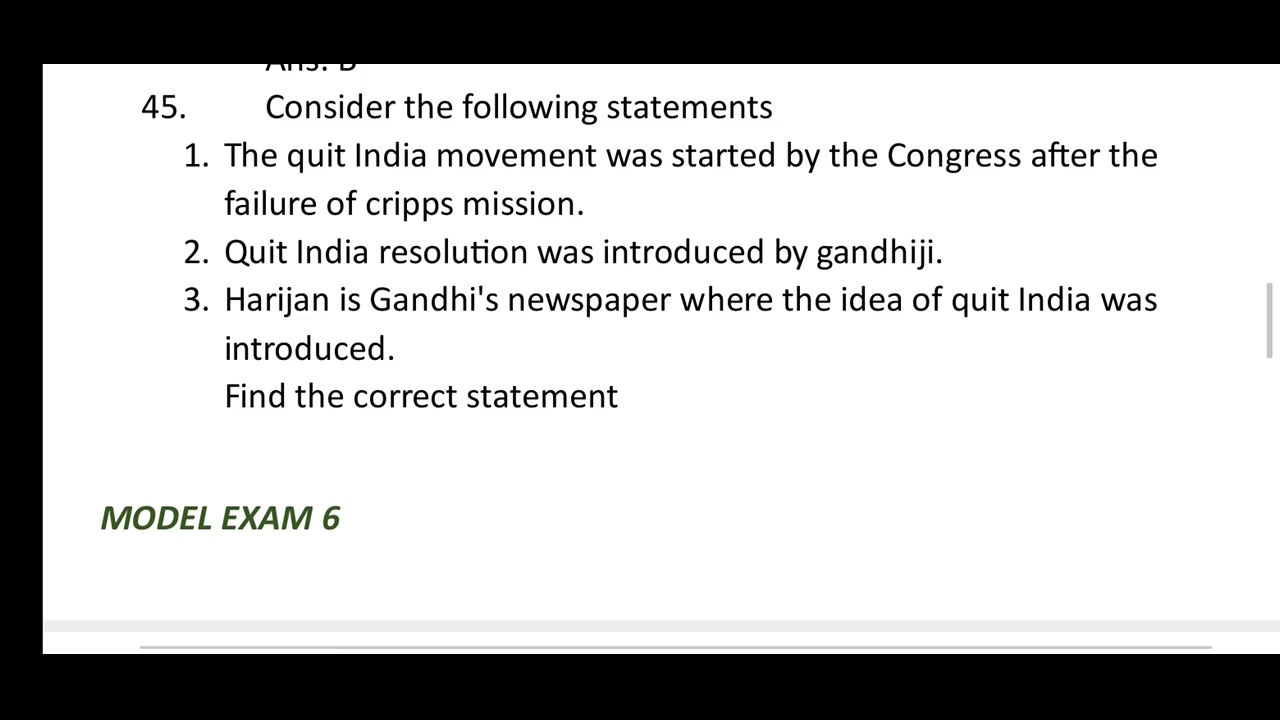 Ans: B
45. Consider the following statements
1. The quit India movement was started by the Congress after the
failure of cripps mission.
2. Quit India resolution was introduced by gandhiji.
3. Harijan is Gandhi's newspaper where the idea of quit India was
introduced.
Find the correct statement
MODEL EXAM 6